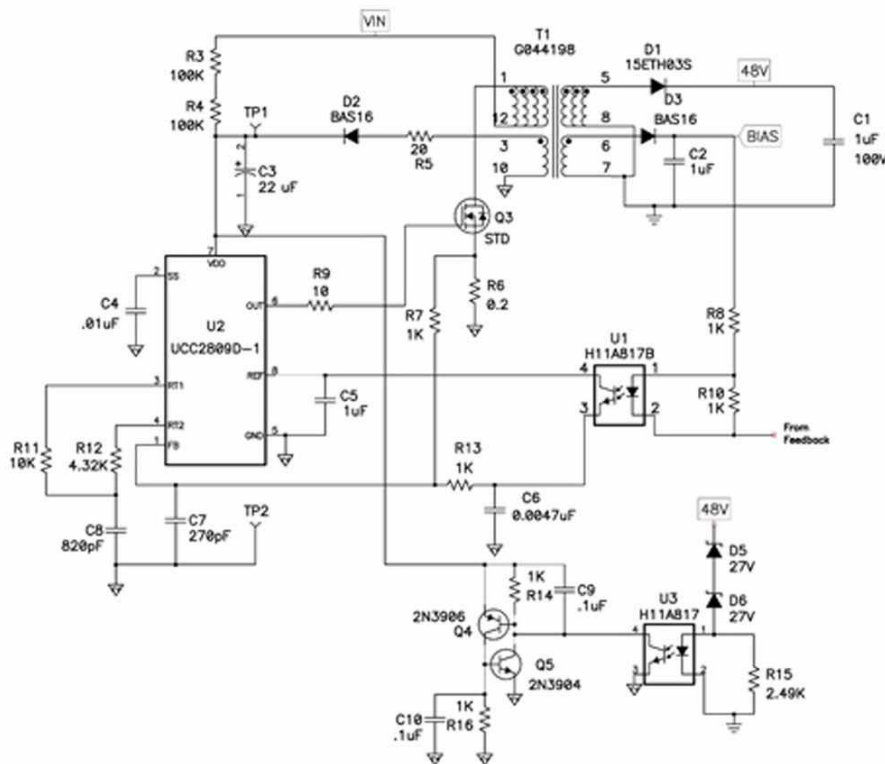 VIN
T1
G044198
R3
100K
R4
100K
TP1
D2
BAS16
20
R5
1
12
3
10
5
8
6
7
D1
15ETH03S
48V
D3
BAS16
BIAS
C1
1uF
100V
C2
1uF
2
C3
22 uF
1
+
Q3
STD
7
VDD
2
SS
C4
.01uF
U2
UCC2809D-1
OUT
6
R9
10
R7
1K
R6
0.2
R8
1K
U1
H11A817B
4
1
3
2
R10
1K
From
Feedback
REF
8
C5
1uF
3
RT1
4
RT2
1
FB
GND
5
R11
10K
R12
4.32K
R13
1K
C6
0.0047uF
C8
820pF
C7
270pF
TP2
48V
D5
27V
D6
27V
1K
R14
C9
.1uF
2N3906
Q4
Q5
2N3904
U3
H11A817
4
1
3
2
R15
2.49K
C10
.1uF
1K
R16